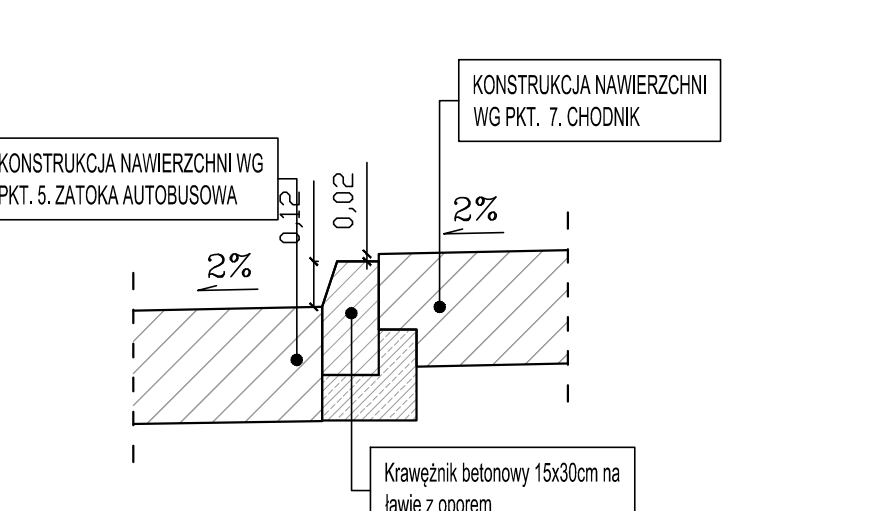 KONSTRUKCJA NAWIERZCHNI
WG PKT. 7. CHODNIK
KONSTRUKCJA NAWIERZCHNI WG
PKT. 5. ZATOKA AUTOBUSOWA
0,12
0,02
2%
2%
Krawężnik betonowy 15x30cm na
ławie z oporem